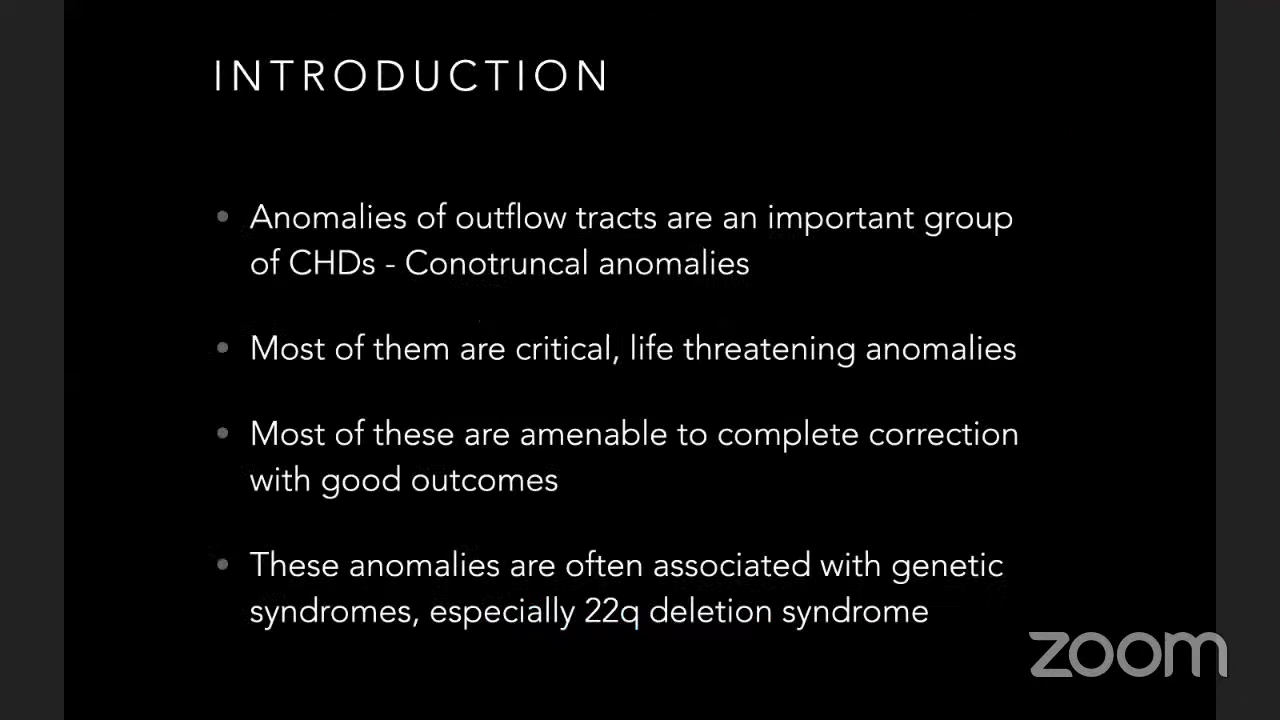 INTRODUCTION
• Anomalies of outflow tracts are an important group
of CHDs - Conotruncal anomalies
• Most of them are critical, life threatening anomalies
• Most of these are amenable to complete correction
with good outcomes
• These anomalies are often associated with genetic
syndromes, especially 22q deletion syndrome
zoom